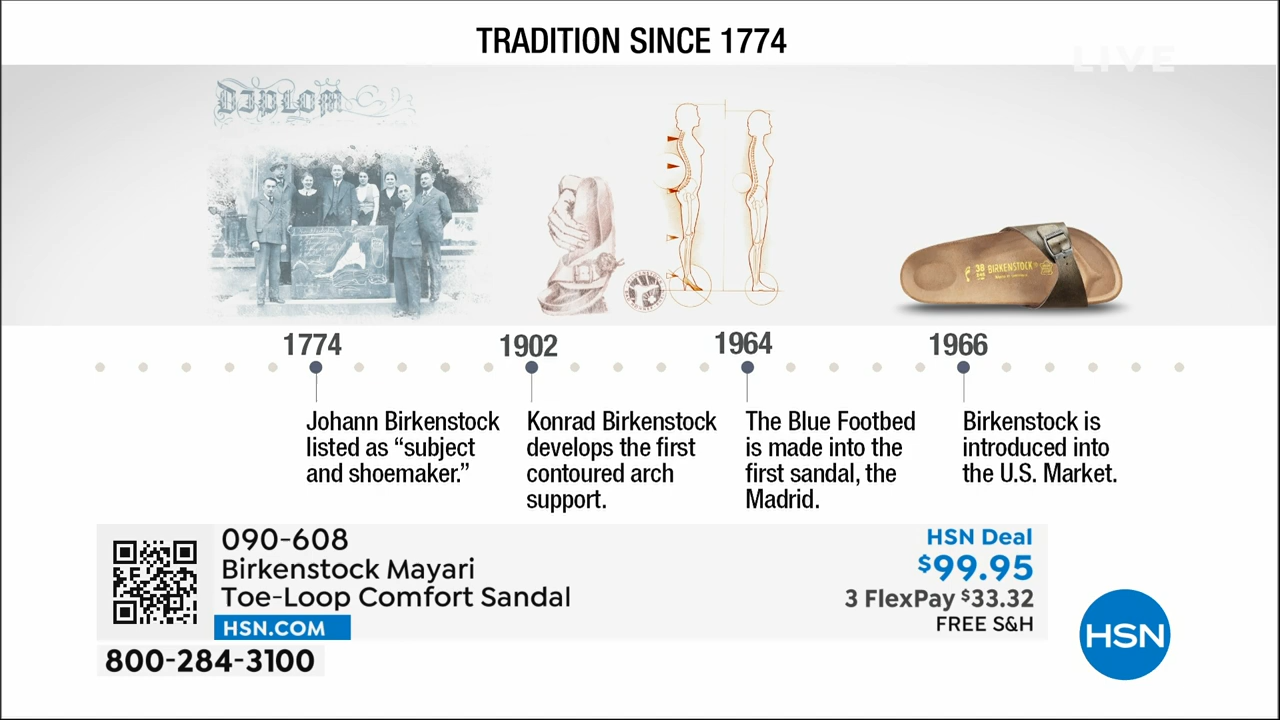 TRADITION SINCE 1774
LIVE
Diplom
38
BIRKENSTOCK
1774
1902
1964
1966
Johann Birkenstock
listed as “subject
and shoemaker.”
Konrad Birkenstock
develops the first
contoured arch
support.
The Blue Footbed
is made into the
first sandal, the
Madrid.
Birkenstock is
introduced into
the U.S. Market.
090-608
Birkenstock Mayari
Toe-Loop Comfort Sandal
HSN.COM
800-284-3100
HSN Deal
$99.95
3 FlexPay $33.32
FREE S&H
HSN